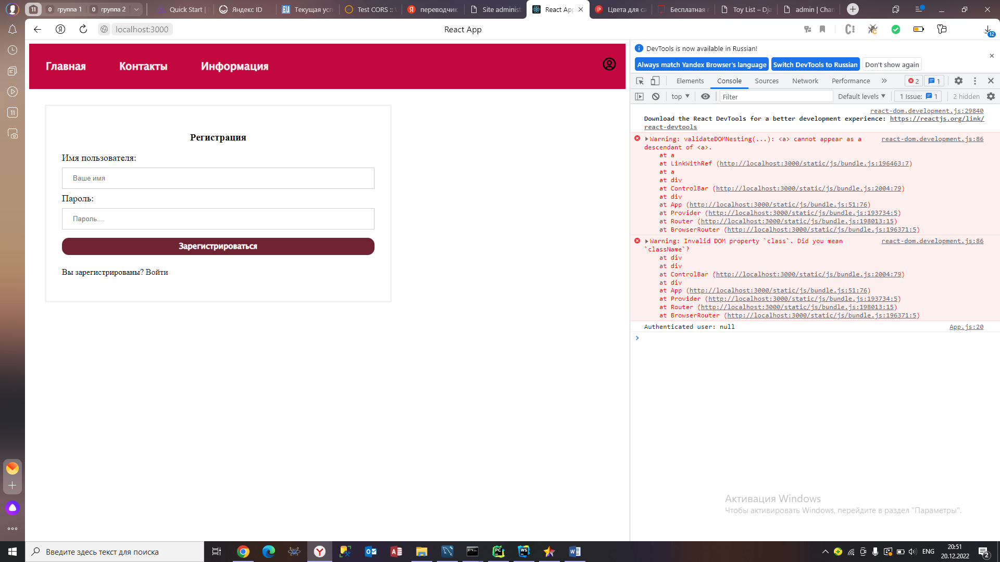 11
0 группа 1
0 группа 2
Quick Start |
Яндекс ID
EU Текущая усп
Test CORS ::
Я переводчик
Site administ
React App
Цвета для са
Бесплатная
Toy List – Dja
admin | Chan
localhost:3000
React App
12
11
Главная
Контакты
Информация
Регистрация
Имя пользователя:
Ваше имя
Пароль:
Пароль....
Зарегистрироваться
Вы зарегистрированы? Войти
DevTools is now available in Russian!
Always match Yandex Browser's language
Switch DevTools to Russian
Don't show again
Elements
Console
Sources
Network
Performance
2
1
top
Filter
Default levels
1 Issue: 1
2 hidden
react-dom.development.js:29840
Download the React DevTools for a better development experience: https://reactjs.org/link/
react-devtools
Warning: validateDOMNesting(...): <a> cannot appear as a react-dom.development.js:86
descendant of <a>.
at a
at LinkWithRef (http://localhost:3000/static/js/bundle.js:196463:7)
at a
at div
at ControlBar (http://localhost:3000/static/js/bundle.js:2004:79)
at div
at App (http://localhost:3000/static/js/bundle.js:51:76)
at Provider (http://localhost:3000/static/js/bundle.js:193734:5)
at Router (http://localhost:3000/static/js/bundle.js:198013:15)
at BrowserRouter (http://localhost:3000/static/js/bundle.js:196371:5)
Warning: Invalid DOM property `class`. Did you mean react-dom.development.js:86
`className`?
at div
at div
at ControlBar (http://localhost:3000/static/js/bundle.js:2004:79)
at div
at App (http://localhost:3000/static/js/bundle.js:51:76)
at Provider (http://localhost:3000/static/js/bundle.js:193734:5)
at Router (http://localhost:3000/static/js/bundle.js:198013:15)
at BrowserRouter (http://localhost:3000/static/js/bundle.js:196371:5)
Authenticated user: null App.js:20
Активация Windows
Чтобы активировать Windows, перейдите в раздел "Параметры".
Введите здесь текст для поиска
ENG
20:51
20.12.2022
2